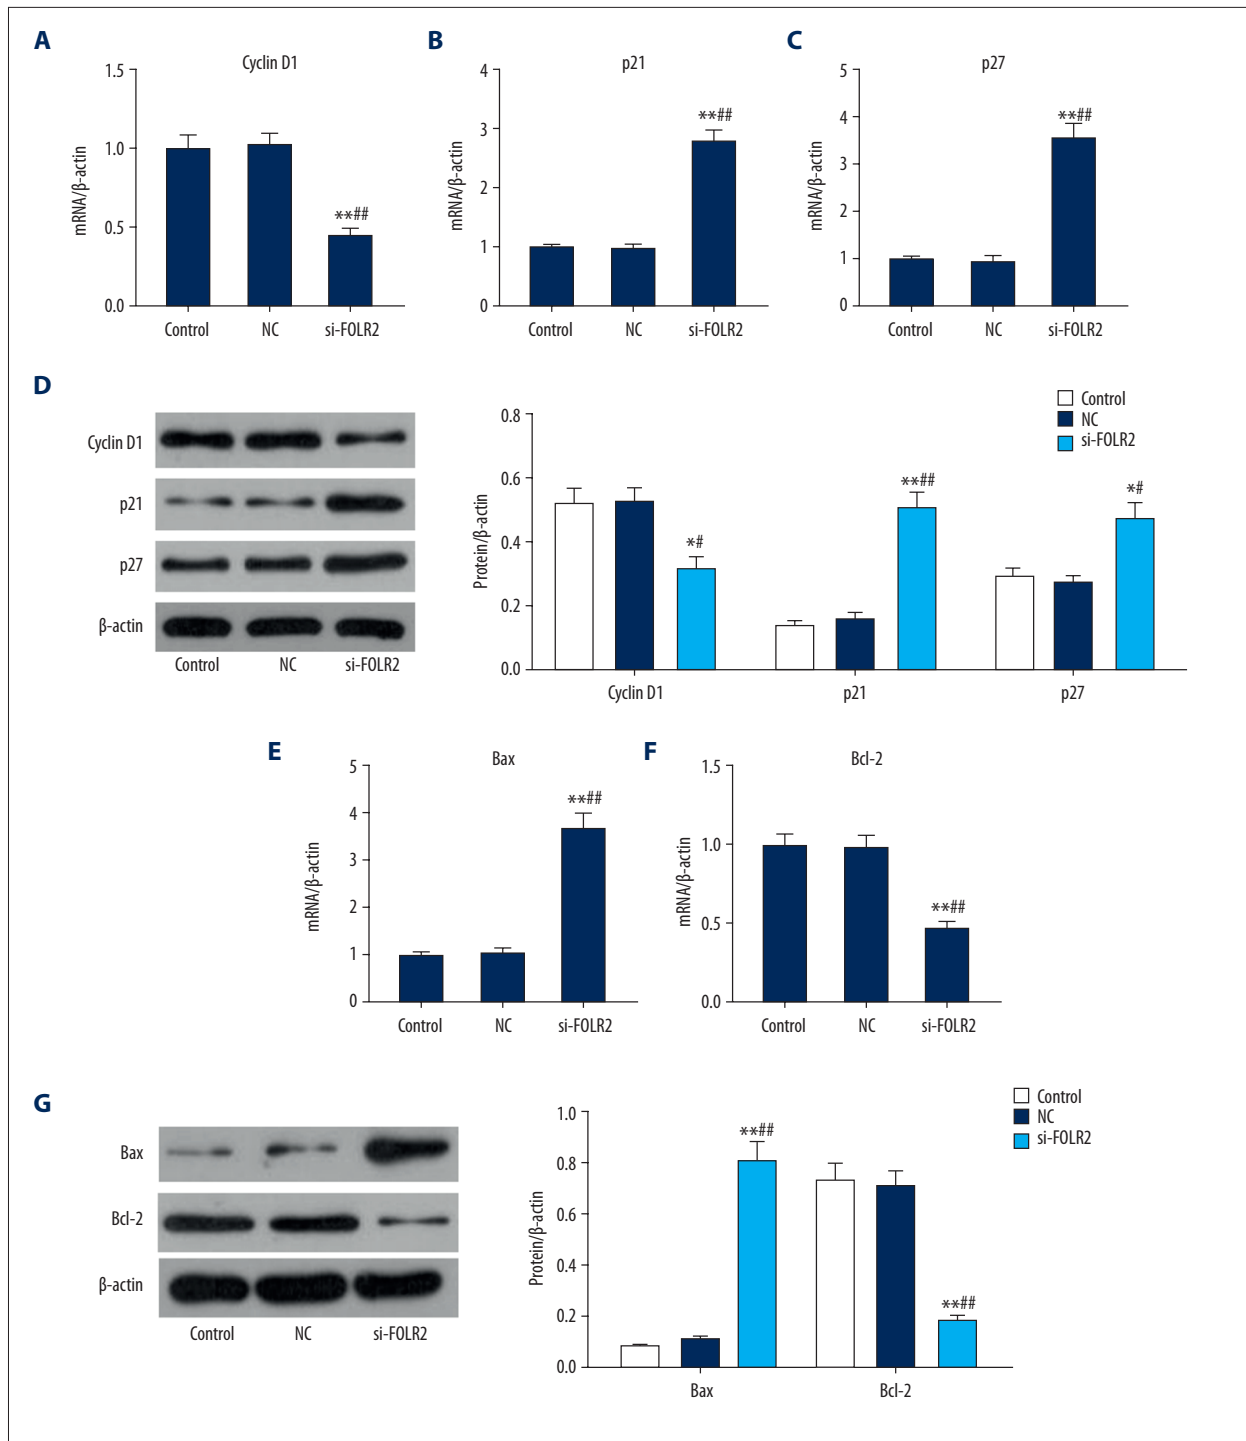 A
Cyclin D1
mRNA/β-actin
1.5
1.0
0.5
0.0
**##
Control NC si-FOLR2
B
p21
mRNA/β-actin
4
3
2
1
0
**##
Control NC si-FOLR2
C
p27
mRNA/β-actin
5
4
3
2
1
0
**##
Control NC si-FOLR2
D
Cyclin D1
p21
p27
β-actin
Control NC si-FOLR2
Protein/β-actin
0.8
0.6
0.4
0.2
0.0
*#
**##
*#
Cyclin D1 p21 p27
Control
NC
si-FOLR2
E
Bax
mRNA/β-actin
5
4
3
2
1
0
**##
Control NC si-FOLR2
F
Bcl-2
mRNA/β-actin
1.5
1.0
0.5
0.0
**##
Control NC si-FOLR2
G
Bax
Bcl-2
β-actin
Control NC si-FOLR2
Protein/β-actin
1.0
0.8
0.6
0.4
0.2
0.0
**##
**##
Bax Bcl-2
Control
NC
si-FOLR2